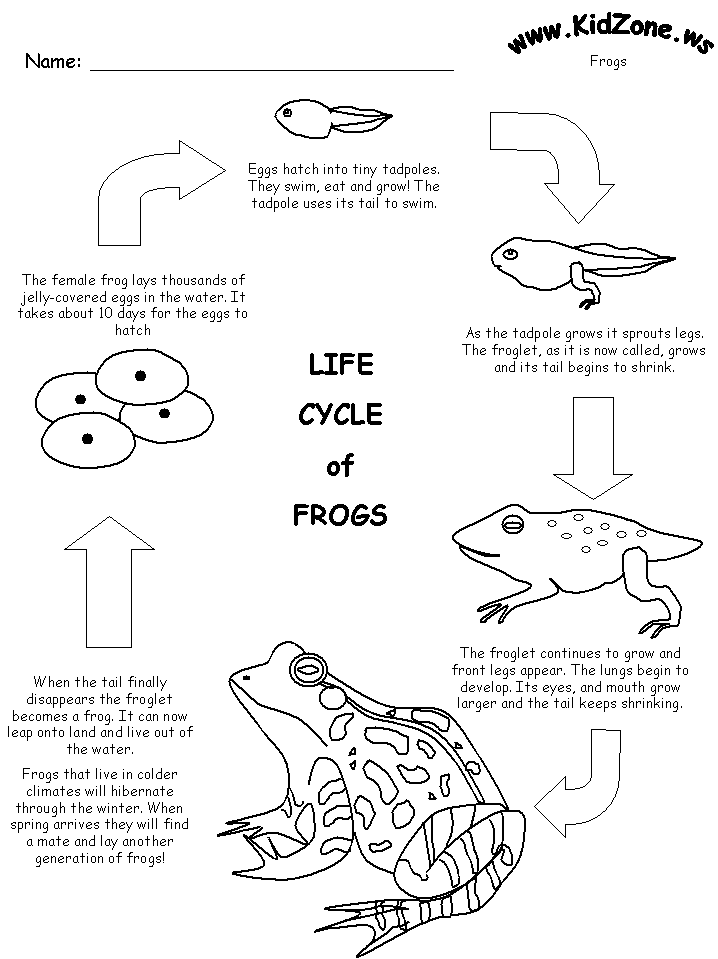 www.KidZone.ws
Name:
Frogs
Eggs hatch into tiny tadpoles.
They swim, eat and grow! The
tadpole uses its tail to swim.
The female frog lays thousands of
jelly-covered eggs in the water. It
takes about 10 days for the eggs to
hatch
As the tadpole grows it sprouts legs.
The froglet, as it is now called, grows
and its tail begins to shrink.
LIFE
CYCLE
of
FROGS
The froglet continues to grow and
front legs appear. The lungs begin to
develop. Its eyes, and mouth grow
larger and the tail keeps shrinking.
When the tail finally
disappears the froglet
becomes a frog. It can now
leap onto land and live out of
the water.
Frogs that live in colder
climates will hibernate
through the winter. When
spring arrives they will find
a mate and lay another
generation of frogs!